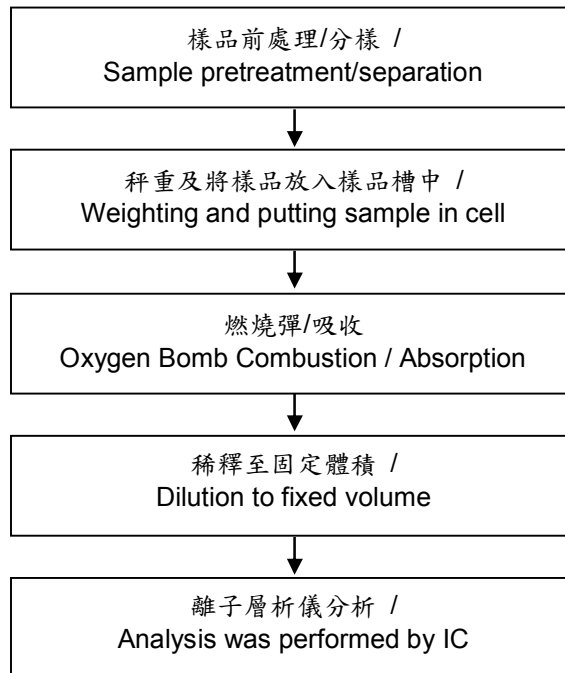 樣品前處理/分樣 /
Sample pretreatment/separation
秤重及將樣品放入樣品槽中 /
Weighting and putting sample in cell
燃燒彈/吸收
Oxygen Bomb Combustion / Absorption
稀釋至固定體積 /
Dilution to fixed volume
離子層析儀分析 /
Analysis was performed by IC